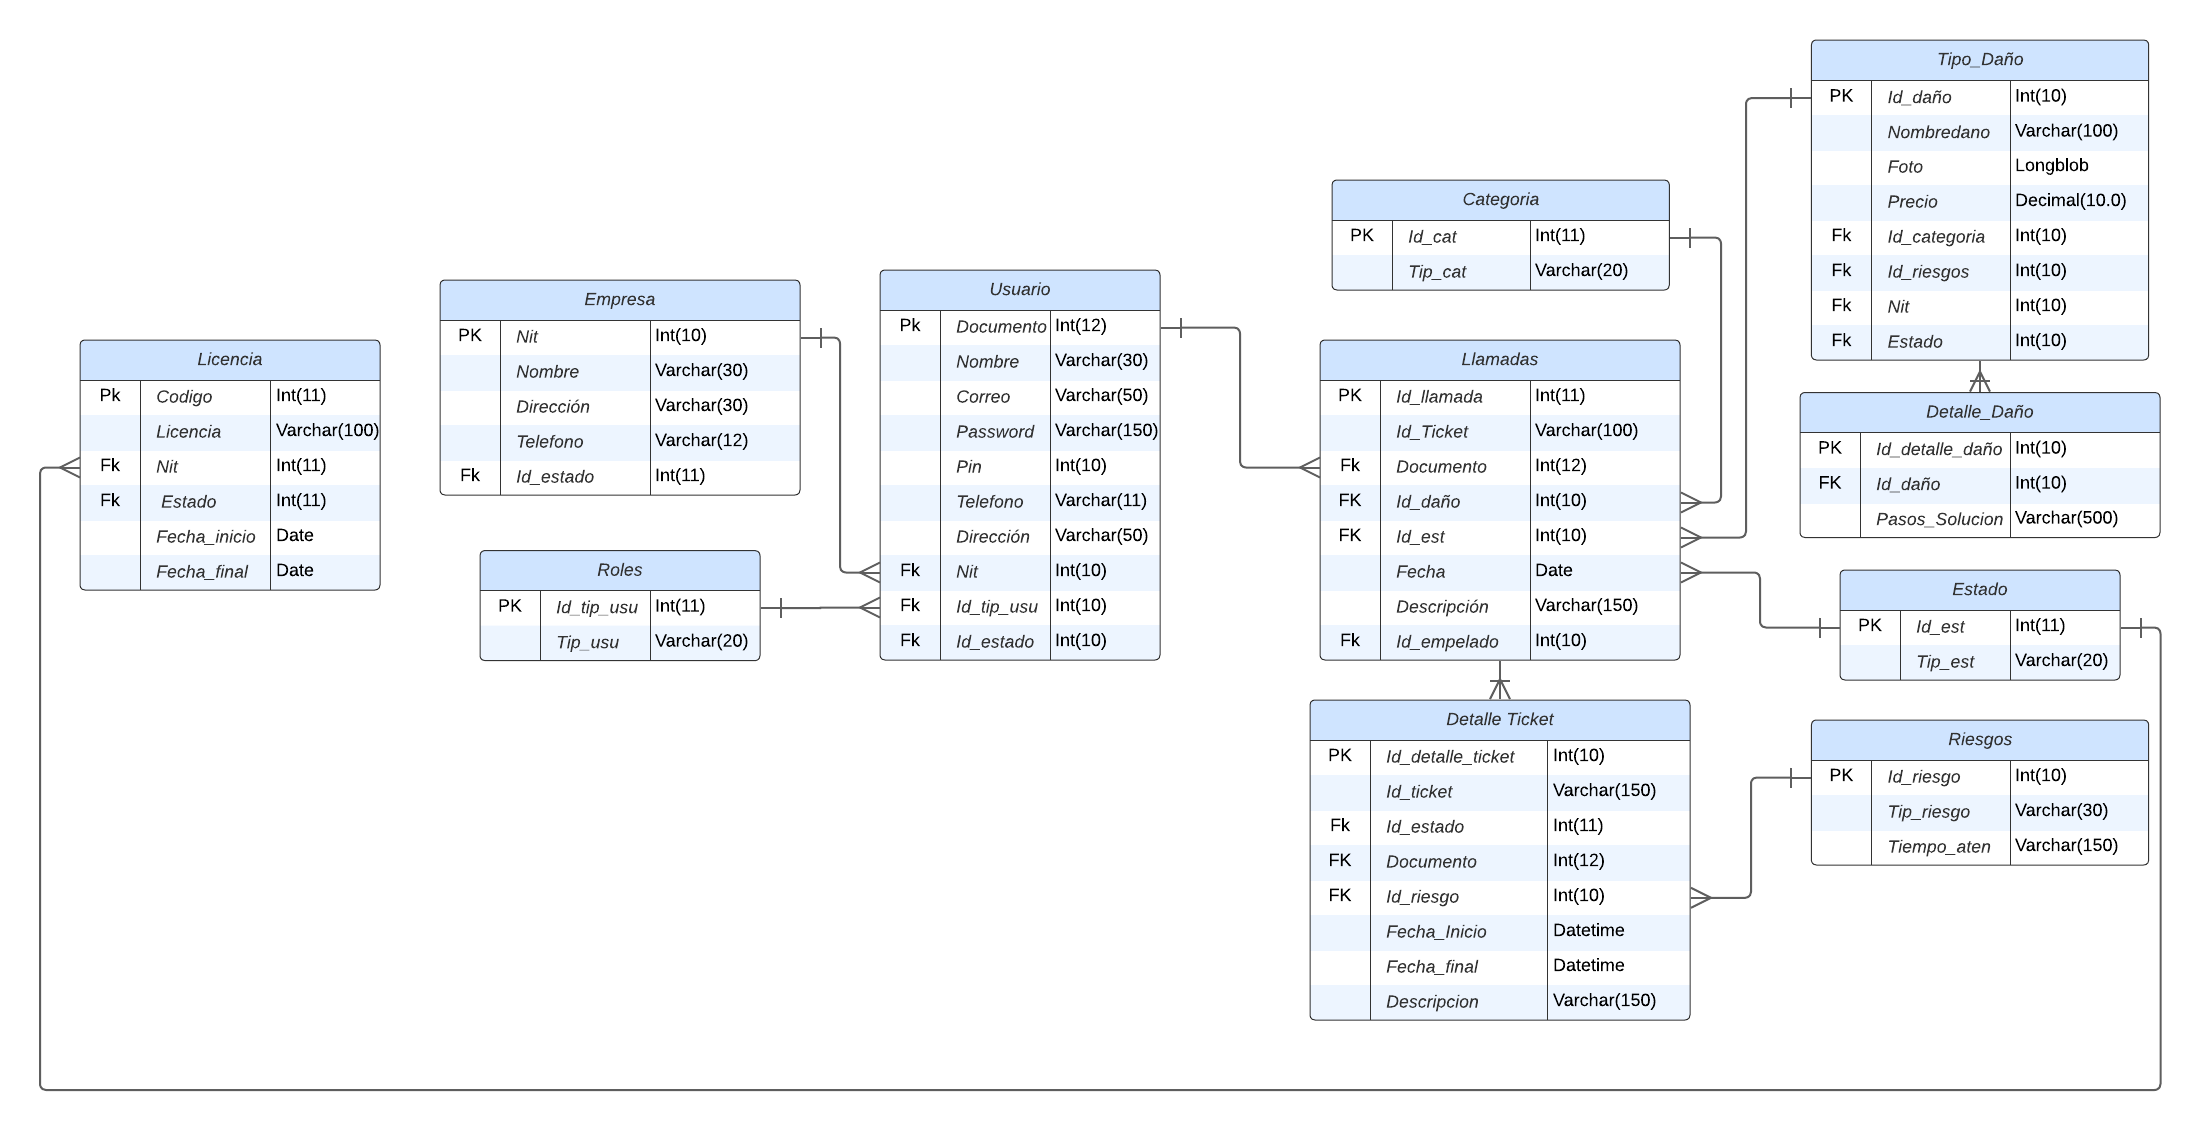 Licencia
Pk Codigo Int(11)
Licencia Varchar(100)
Fk Nit Int(11)
Fk Estado Int(11)
Fecha_inicio Date
Fecha_final Date
Empresa
PK Nit Int(10)
Nombre Varchar(30)
Dirección Varchar(30)
Telefono Varchar(12)
Fk Id_estado Int(11)
Roles
PK Id_tip_usu Int(11)
Tip_usu Varchar(20)
Usuario
Pk Documento Int(12)
Nombre Varchar(30)
Correo Varchar(50)
Password Varchar(150)
Pin Int(10)
Telefono Varchar(11)
Dirección Varchar(50)
Fk Nit Int(10)
Fk Id_tip_usu Int(10)
Fk Id_estado Int(10)
Categoria
PK Id_cat Int(11)
Tip_cat Varchar(20)
Llamadas
PK Id_llamada Int(11)
Id_Ticket Varchar(100)
Fk Documento Int(12)
FK Id_daño Int(10)
FK Id_est Int(10)
Fecha Date
Descripción Varchar(150)
Fk Id_empelado Int(10)
Detalle Ticket
PK Id_detalle_ticket Int(10)
Id_ticket Varchar(150)
Fk Id_estado Int(11)
FK Documento Int(12)
FK Id_riesgo Int(10)
Fecha_Inicio Datetime
Fecha_final Datetime
Descripcion Varchar(150)
Tipo_Daño
PK Id_daño Int(10)
Nombredano Varchar(100)
Foto Longblob
Precio Decimal(10.0)
Fk Id_categoria Int(10)
Fk Id_riesgos Int(10)
Fk Nit Int(10)
Fk Estado Int(10)
Detalle_Daño
PK Id_detalle_daño Int(10)
FK Id_daño Int(10)
Pasos_Solucion Varchar(500)
Estado
PK Id_est Int(11)
Tip_est Varchar(20)
Riesgos
PK Id_riesgo Int(10)
Tip_riesgo Varchar(30)
Tiempo_aten Varchar(150)